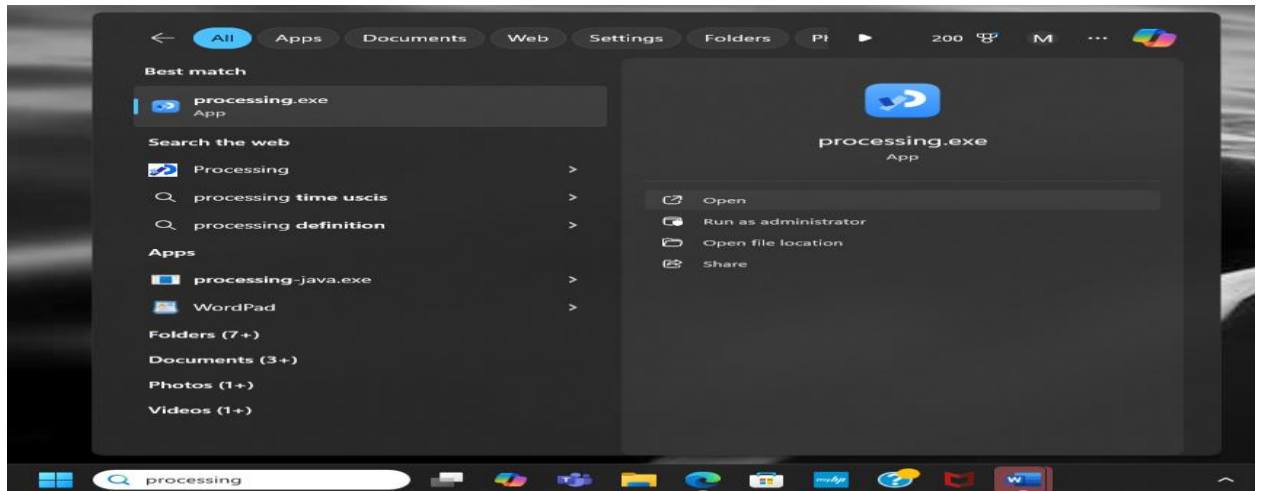 All Apps Documents Web Settings Folders 200 M ...
Best match
processing.exe
App
Search the web
Processing
processing time uscis
processing definition
Apps
processing-java.exe
WordPad
Folders (7+)
Documents (3+)
Photos (1+)
Videos (1+)
processing.exe
App
Open
Run as administrator
Open file location
Share
processing
myhp
W